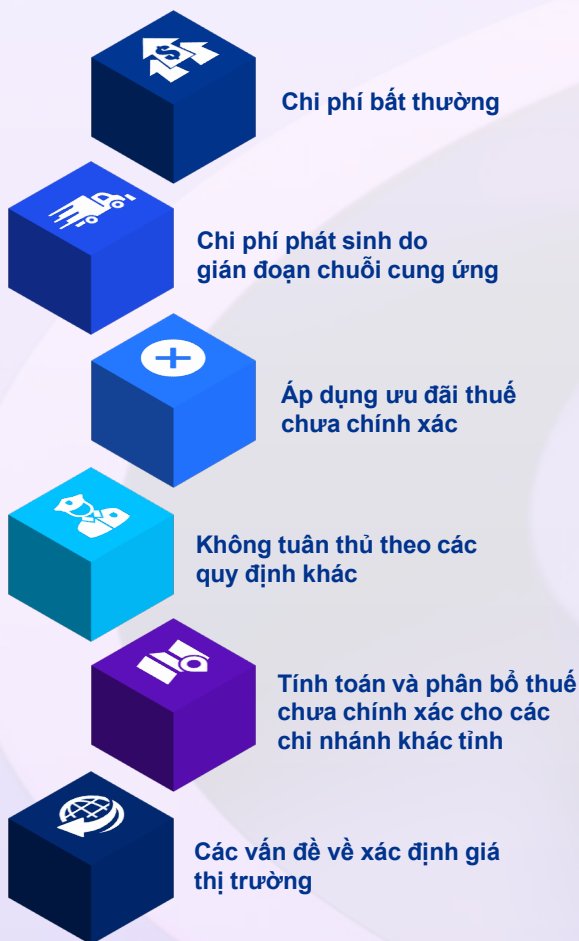 $
Chi phí bất thường
Chi phí phát sinh do
gián đoạn chuỗi cung ứng
Áp dụng ưu đãi thuế
chưa chính xác
Không tuân thủ theo các
quy định khác
Tính toán và phân bổ thuế
chưa chính xác cho các
chi nhánh khác tỉnh
Các vấn đề về xác định giá
thị trường